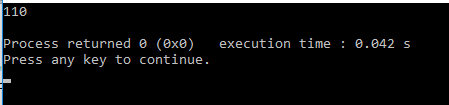 110
Process returned 0 (0x0)   execution time : 0.042 s
Press any key to continue.